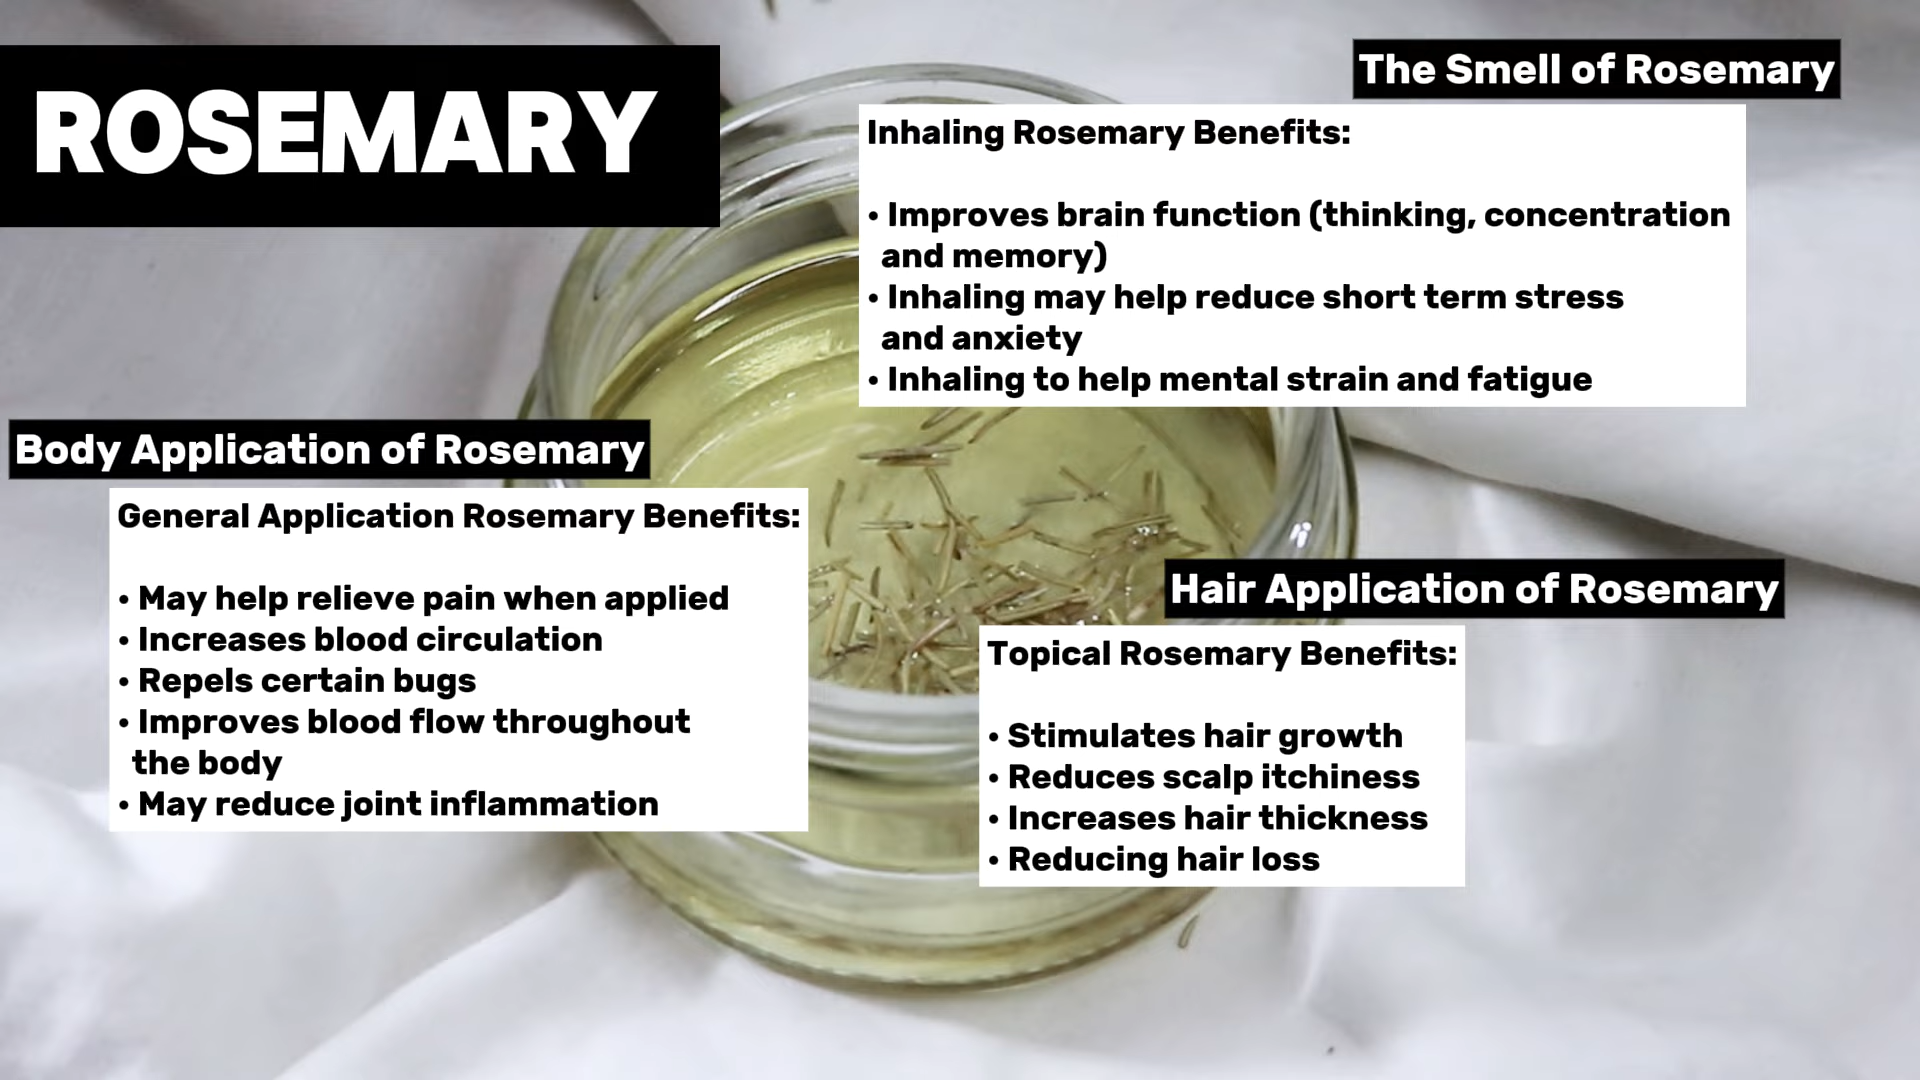 ROSEMARY
The Smell of Rosemary
Inhaling Rosemary Benefits:
• Improves brain function (thinking, concentration
and memory)
• Inhaling may help reduce short term stress
and anxiety
• Inhaling to help mental strain and fatigue
Body Application of Rosemary
General Application Rosemary Benefits:
• May help relieve pain when applied
• Increases blood circulation
• Repels certain bugs
• Improves blood flow throughout
the body
• May reduce joint inflammation
Hair Application of Rosemary
Topical Rosemary Benefits:
• Stimulates hair growth
• Reduces scalp itchiness
• Increases hair thickness
• Reducing hair loss